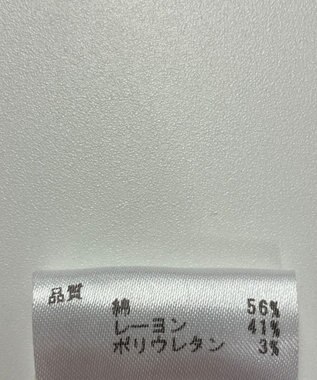 品質
綿 56%
レーヨン 41%
ポリウレタン 3%